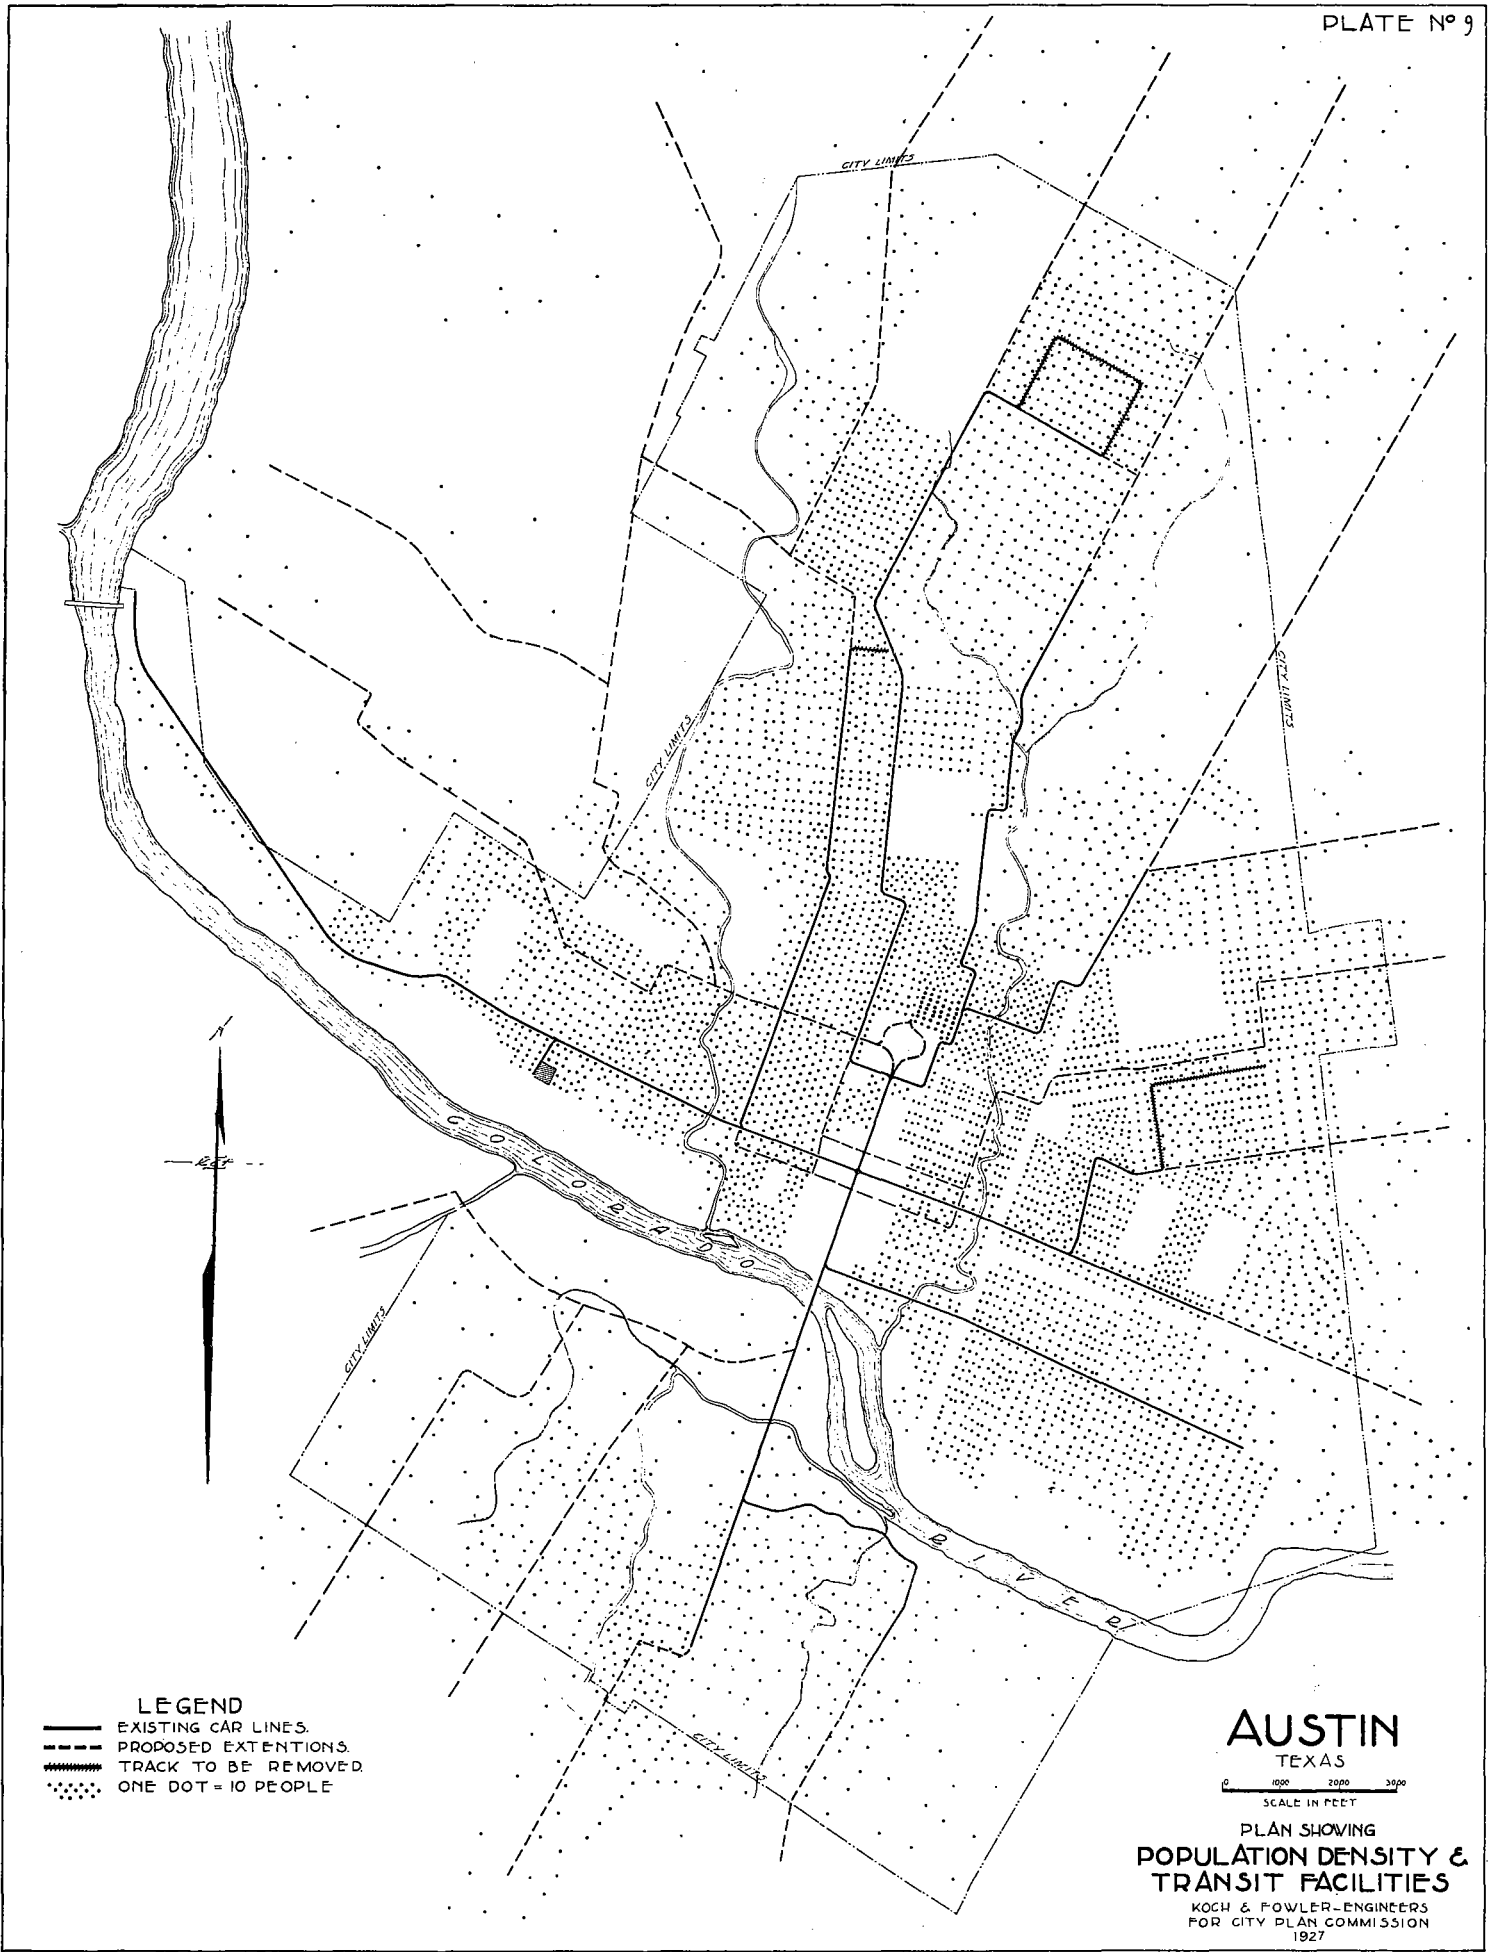 PLATE Nº 9
CITY LIMITS
CITY LIMITS
CITY LIMITS
N
COLORADO
CITY LIMITS
RIVER
CITY LIMITS
LEGEND
EXISTING CAR LINES.
PROPOSED EXTENTIONS.
TRACK TO BE REMOVED.
ONE DOT = 10 PEOPLE
AUSTIN
TEXAS
0 1000 2000 3000
SCALE IN FEET
PLAN SHOWING
POPULATION DENSITY &
TRANSIT FACILITIES
KOCH & FOWLER-ENGINEERS
FOR CITY PLAN COMMISSION
1927